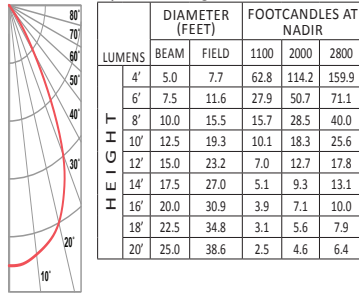 80°
70°
60°
50°
40°
30°
20°
10°
DIAMETER (FEET) FOOTCANDLES AT NADIR
LUMENS BEAM FIELD 1100 2000 2800
HEIGHT
4' 5.0 7.7 62.8 114.2 159.9
6' 7.5 11.6 27.9 50.7 71.1
8' 10.0 15.5 15.7 28.5 40.0
10' 12.5 19.3 10.1 18.3 25.6
12' 15.0 23.2 7.0 12.7 17.8
14' 17.5 27.0 5.1 9.3 13.1
16' 20.0 30.9 3.9 7.1 10.0
18' 22.5 34.8 3.1 5.6 7.9
20' 25.0 38.6 2.5 4.6 6.4